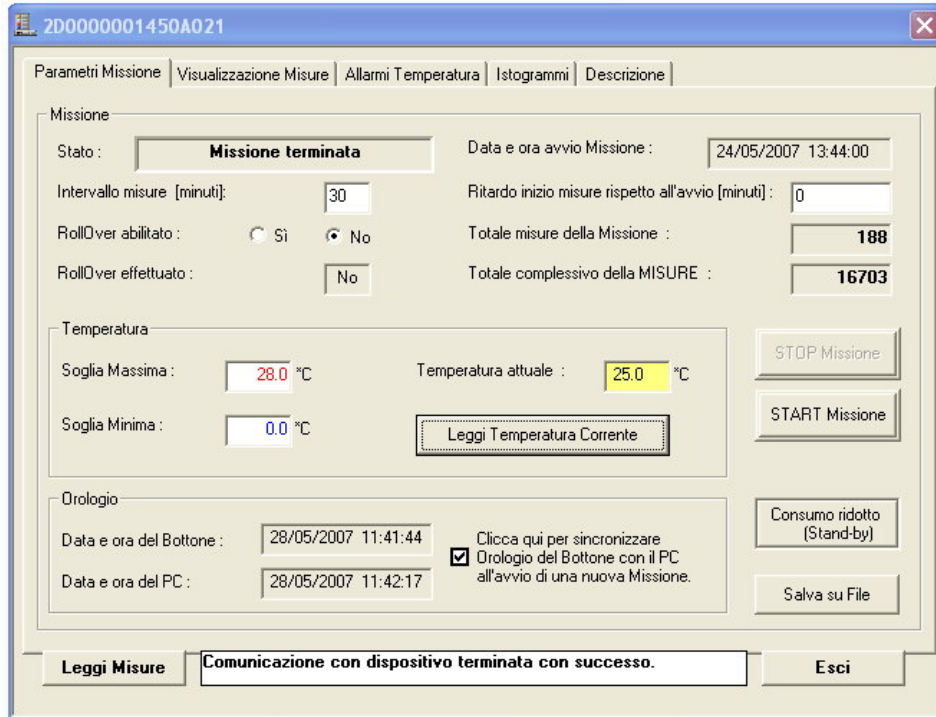 2D0000001450A021
Parametri Missione Visualizzazione Misure Allarmi Temperatura Istogrammi Descrizione
Missione
Stato : Missione terminata Data e ora avvio Missione : 24/05/2007 13:44:00
Intervallo misure [minuti]: 30 Ritardo inizio misure rispetto all'avvio [minuti] : 0
RollOver abilitato : Sì No Totale misure della Missione : 188
RollOver effettuato : No Totale complessivo della MISURE : 16703
Temperatura
Soglia Massima : 28.0 °C Temperatura attuale : 25.0 °C
Soglia Minima : 0.0 °C Leggi Temperatura Corrente
STOP Missione
START Missione
Orologio
Data e ora del Bottone : 28/05/2007 11:41:44
Data e ora del PC : 28/05/2007 11:42:17
Clicca qui per sincronizzare
Orologio del Bottone con il PC
all'avvio di una nuova Missione.
Consumo ridotto
(Stand-by)
Salva su File
Leggi Misure Comunicazione con dispositivo terminata con successo. Esci